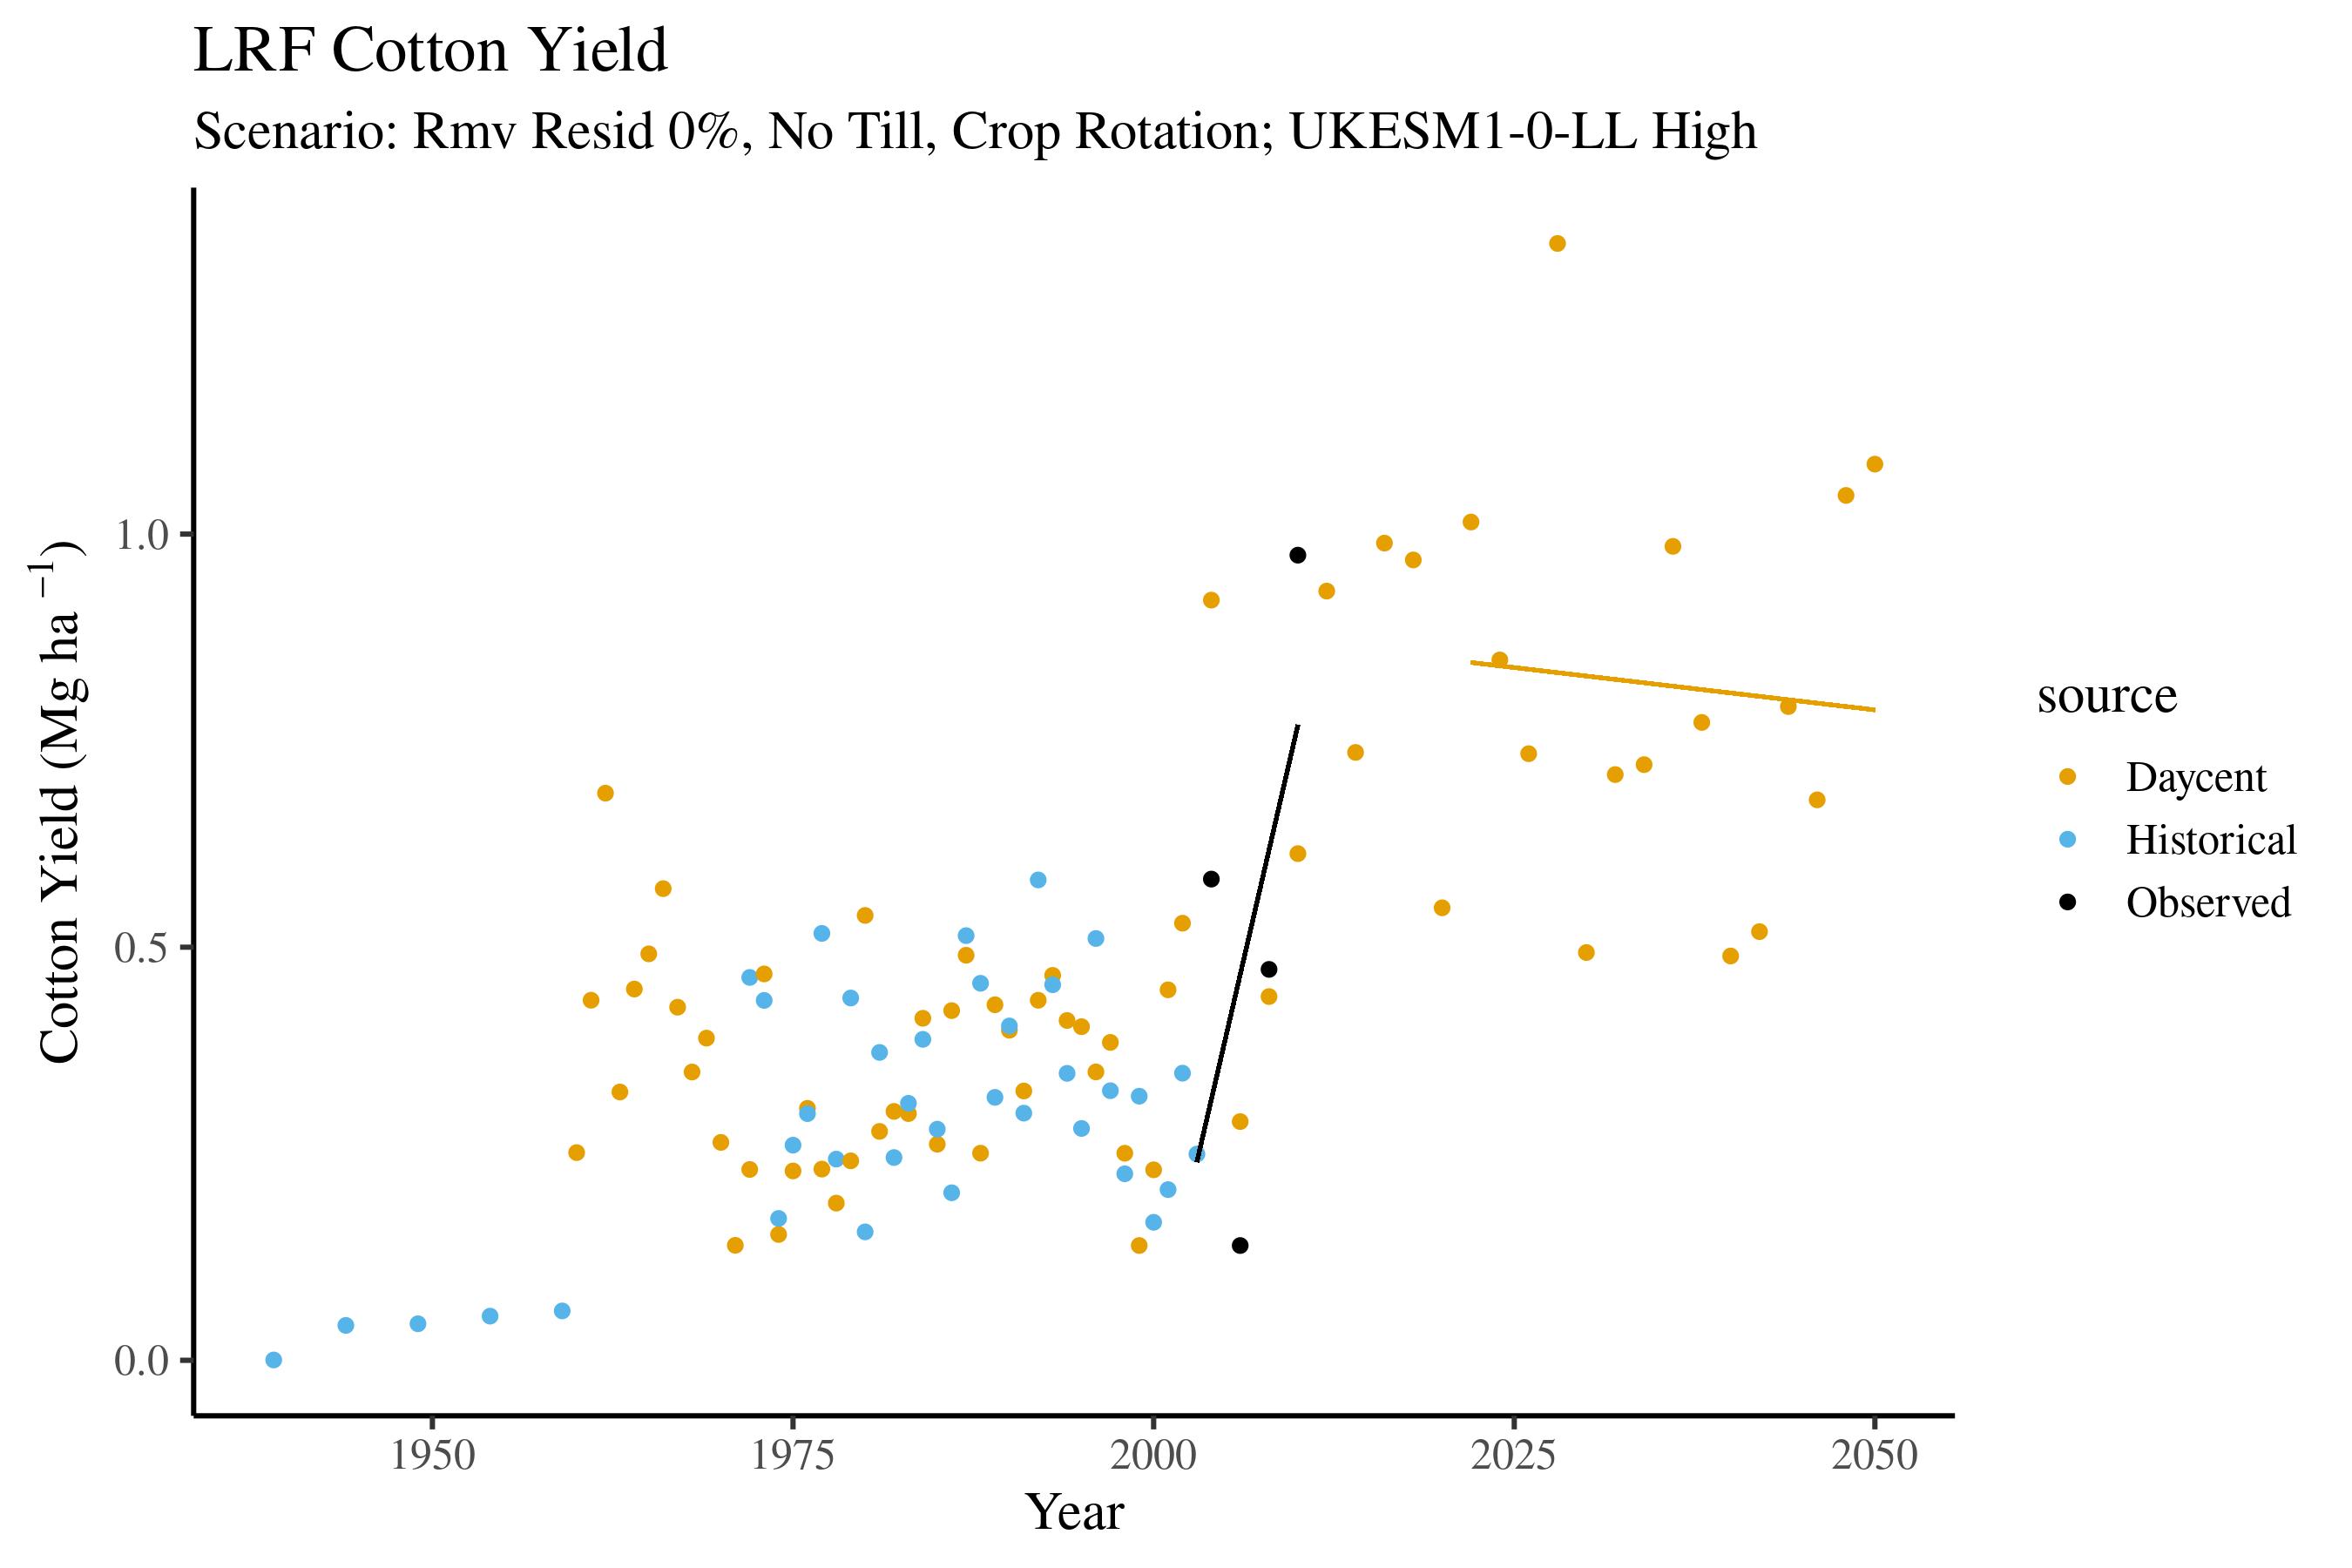 LRF Cotton Yield
Scenario: Rmv Resid 0%, No Till, Crop Rotation; UKESM1-0-LL High
Cotton Yield (Mg ha ⁻¹)
1.0
0.5
0.0
1950 1975 2000 2025 2050
Year
source
Daycent
Historical
Observed